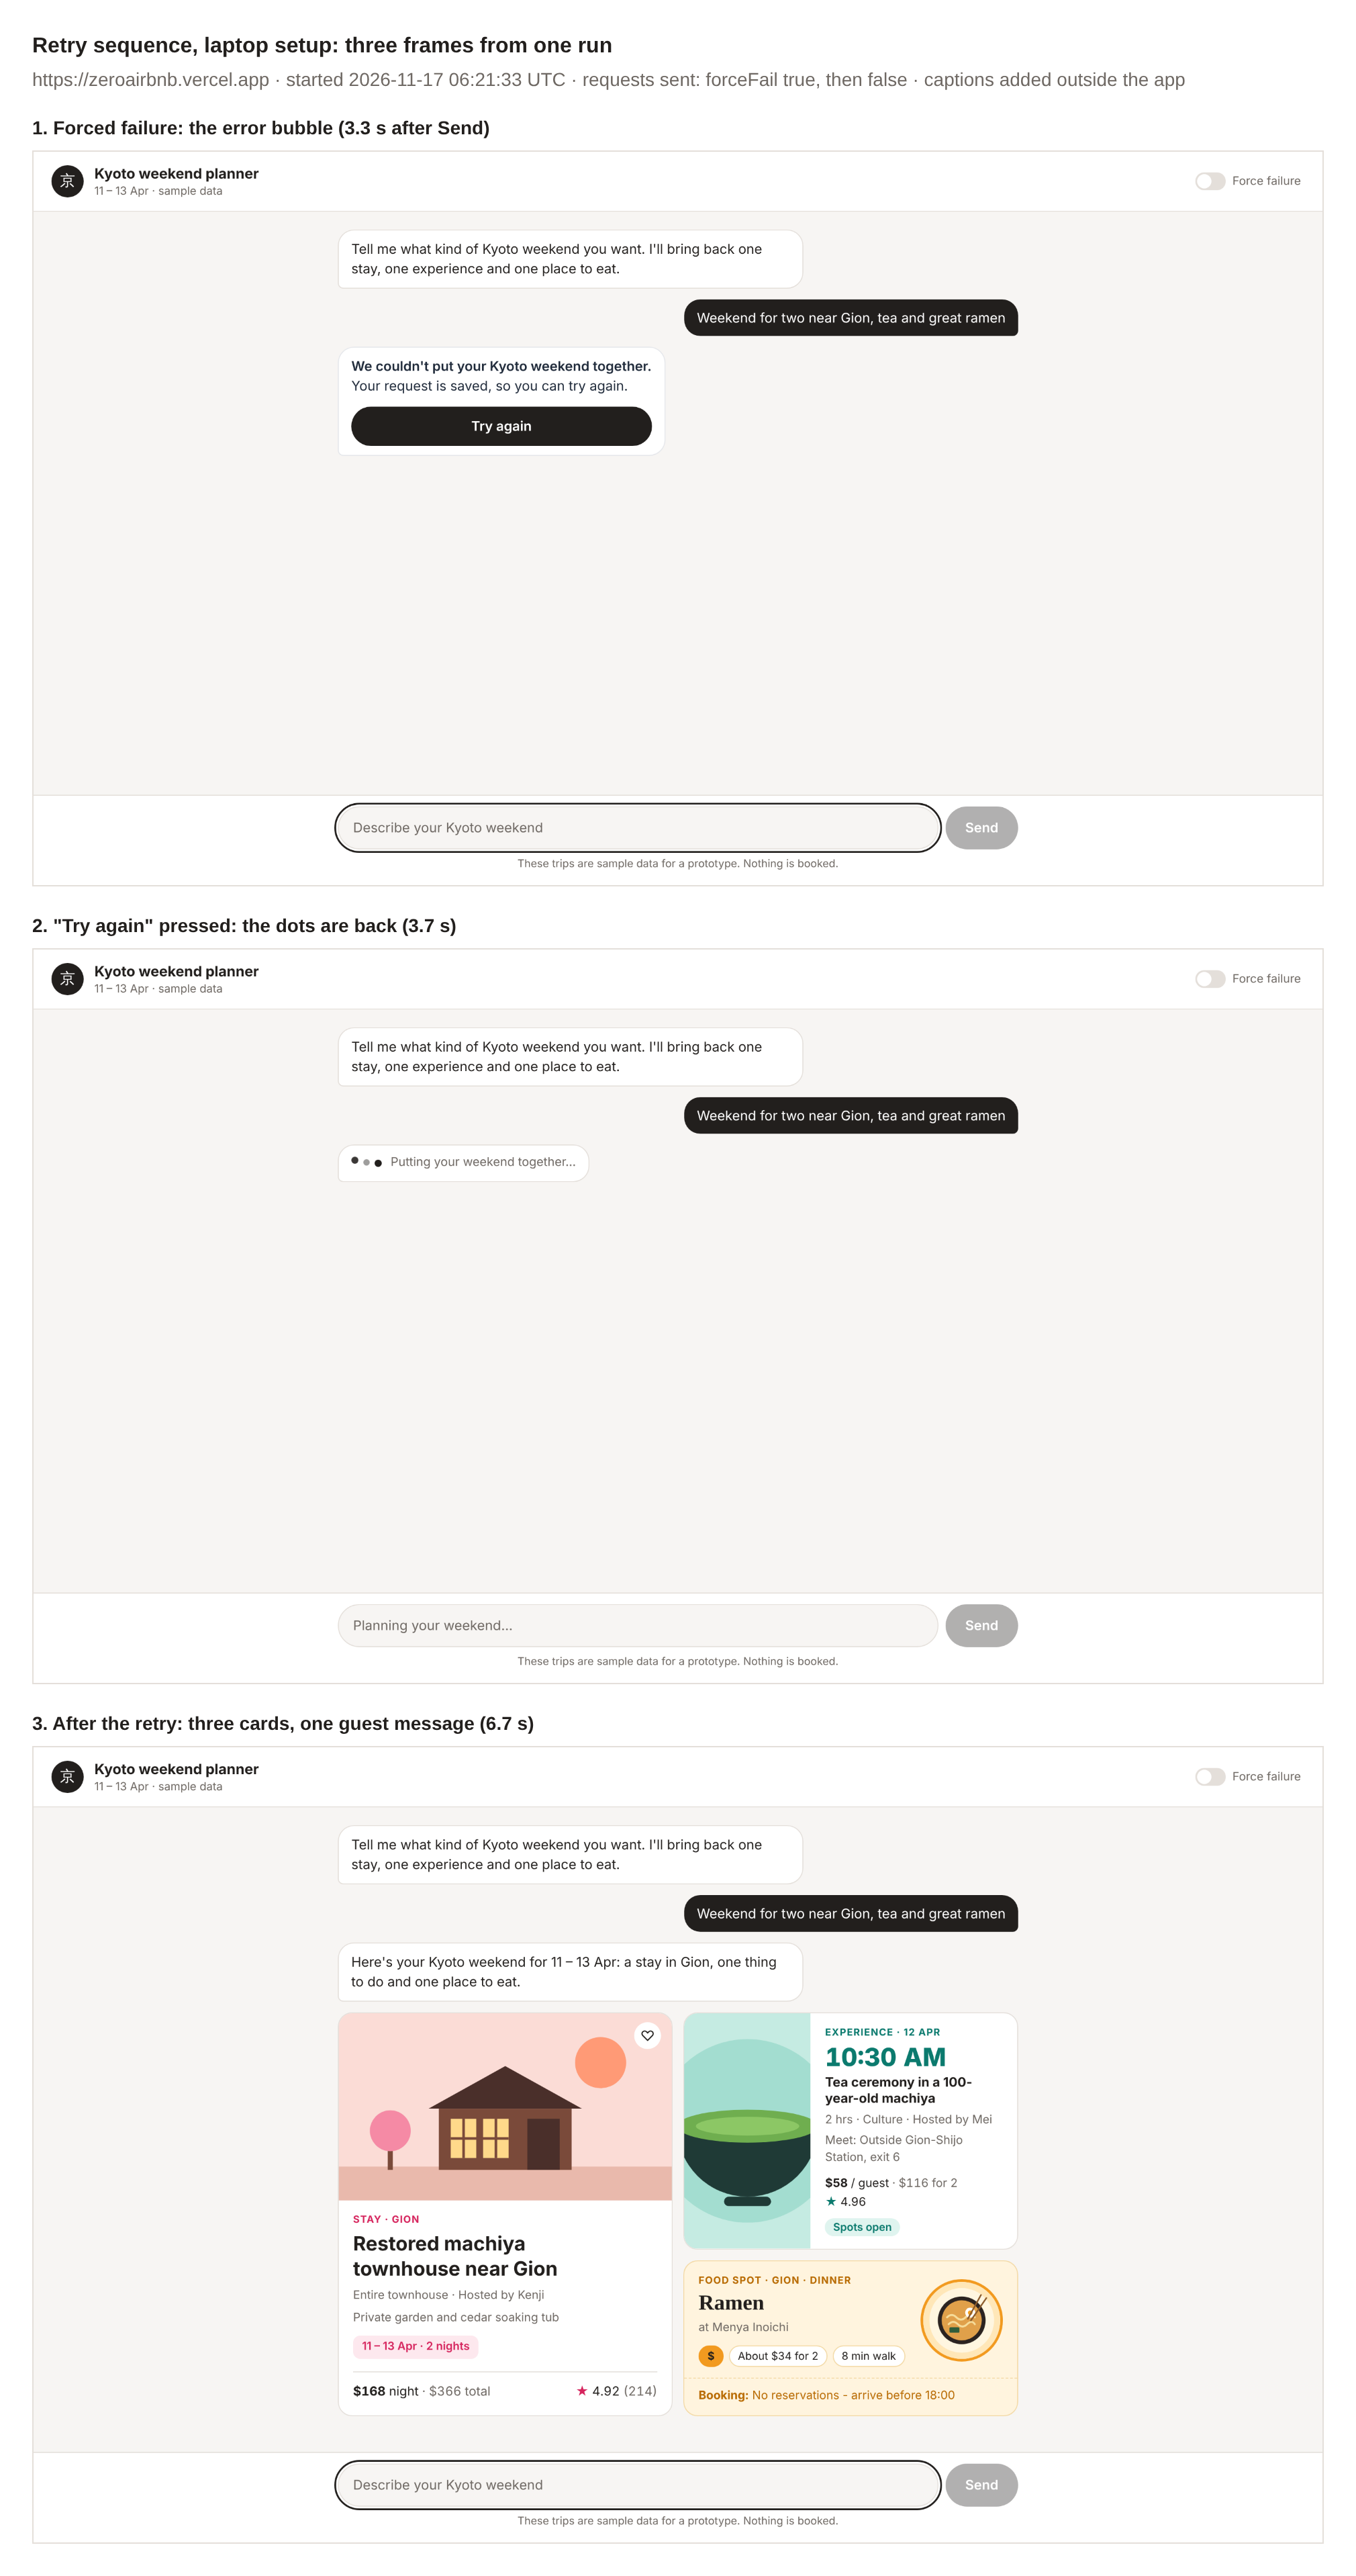 Retry sequence, laptop setup: three frames from one run
https://zeroairbnb.vercel.app · started 2026-11-17 06:21:33 UTC · requests sent: forceFail true, then false · captions added outside the app
1. Forced failure: the error bubble (3.3 s after Send)
京
Kyoto weekend planner
11 – 13 Apr · sample data
Force failure
Tell me what kind of Kyoto weekend you want. I'll bring back one
stay, one experience and one place to eat.
Weekend for two near Gion, tea and great ramen
We couldn't put your Kyoto weekend together.
Your request is saved, so you can try again.
Try again
Describe your Kyoto weekend
Send
These trips are sample data for a prototype. Nothing is booked.
2. "Try again" pressed: the dots are back (3.7 s)
京
Kyoto weekend planner
11 – 13 Apr · sample data
Force failure
Tell me what kind of Kyoto weekend you want. I'll bring back one
stay, one experience and one place to eat.
Weekend for two near Gion, tea and great ramen
Putting your weekend together...
Planning your weekend...
Send
These trips are sample data for a prototype. Nothing is booked.
3. After the retry: three cards, one guest message (6.7 s)
京
Kyoto weekend planner
11 – 13 Apr · sample data
Force failure
Tell me what kind of Kyoto weekend you want. I'll bring back one
stay, one experience and one place to eat.
Weekend for two near Gion, tea and great ramen
Here's your Kyoto weekend for 11 – 13 Apr: a stay in Gion, one thing
to do and one place to eat.
STAY · GION
Restored machiya
townhouse near Gion
Entire townhouse · Hosted by Kenji
Private garden and cedar soaking tub
11 – 13 Apr · 2 nights
$168 night · $366 total
★ 4.92 (214)
EXPERIENCE · 12 APR
10:30 AM
Tea ceremony in a 100-
year-old machiya
2 hrs · Culture · Hosted by Mei
Meet: Outside Gion-Shijo
Station, exit 6
$58 / guest · $116 for 2
★ 4.96
Spots open
FOOD SPOT · GION · DINNER
Ramen
at Menya Inoichi
$
About $34 for 2
8 min walk
Booking: No reservations - arrive before 18:00
Describe your Kyoto weekend
Send
These trips are sample data for a prototype. Nothing is booked.